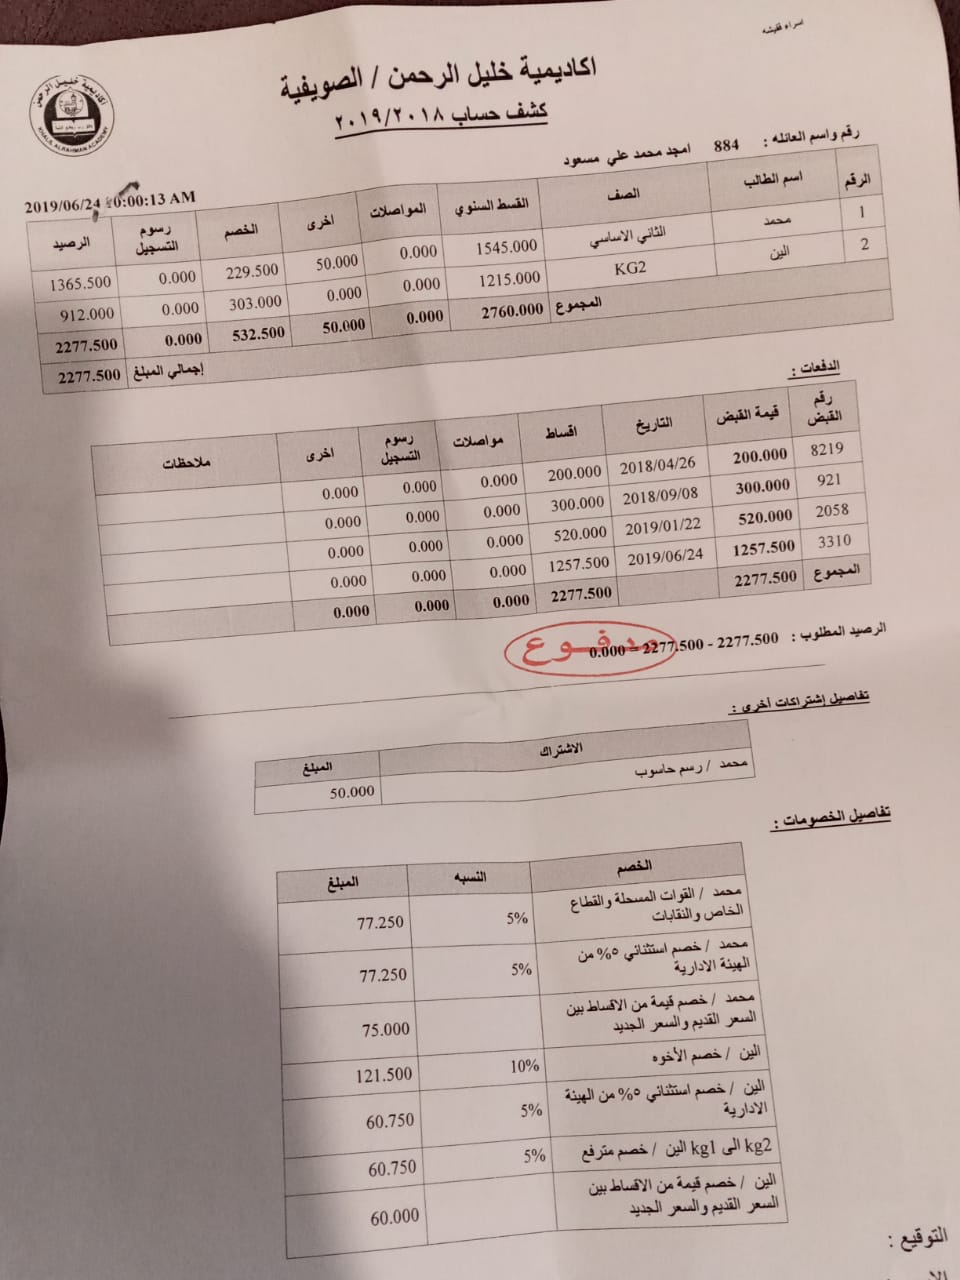 اسراء قفيشه
اكاديمية خليل الرحمن / الصويفية
كشف حساب ٢٠١٩/٢٠١٨
اكاديمية خليل الرحمن
KHALIL ALRAHMAN ACADEMY
رقم واسم العائله : 884 امجد محمد علي مسعود
2019/06/24 10:00:13 AM
الرقم اسم الطالب الصف القسط السنوي المواصلات اخرى الخصم رسوم التسجيل الرصيد
1 محمد الثاني الاساسي 1545.000 0.000 50.000 229.500 0.000 1365.500
2 الين KG2 1215.000 0.000 0.000 303.000 0.000 912.000
المجموع 2760.000 0.000 50.000 532.500 0.000 2277.500
إجمالي المبلغ 2277.500
الدفعات :
رقم القبض قيمة القبض التاريخ اقساط مواصلات رسوم التسجيل اخرى ملاحظات
8219 200.000 2018/04/26 200.000 0.000 0.000 0.000
921 300.000 2018/09/08 300.000 0.000 0.000 0.000
2058 520.000 2019/01/22 520.000 0.000 0.000 0.000
3310 1257.500 2019/06/24 1257.500 0.000 0.000 0.000
المجموع 2277.500 2277.500 0.000 0.000 0.000
الرصيد المطلوب : 2277.500 - 2277.500 = 0.000
مدفوع
تفاصيل إشتراكات أخرى :
الاشتراك المبلغ
محمد / رسم حاسوب 50.000
تفاصيل الخصومات :
الخصم النسبه المبلغ
محمد / القوات المسحلة والقطاع
الخاص والنقابات 5% 77.250
محمد / خصم استثنائي ٥% من
الهيئة الادارية 5% 77.250
محمد / خصم قيمة من الاقساط بين
السعر القديم والسعر الجديد 75.000
الين / خصم الأخوه 10% 121.500
الين / خصم استثنائي ٥% من الهيئة
الادارية 5% 60.750
kg2 الى kg1 الين / خصم مترفع 5% 60.750
الين / خصم قيمة من الاقساط بين
السعر القديم والسعر الجديد 60.000
التوقيع :